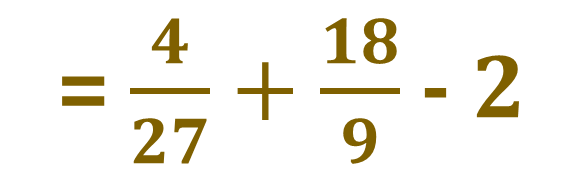 = 4/27 + 18/9 - 2